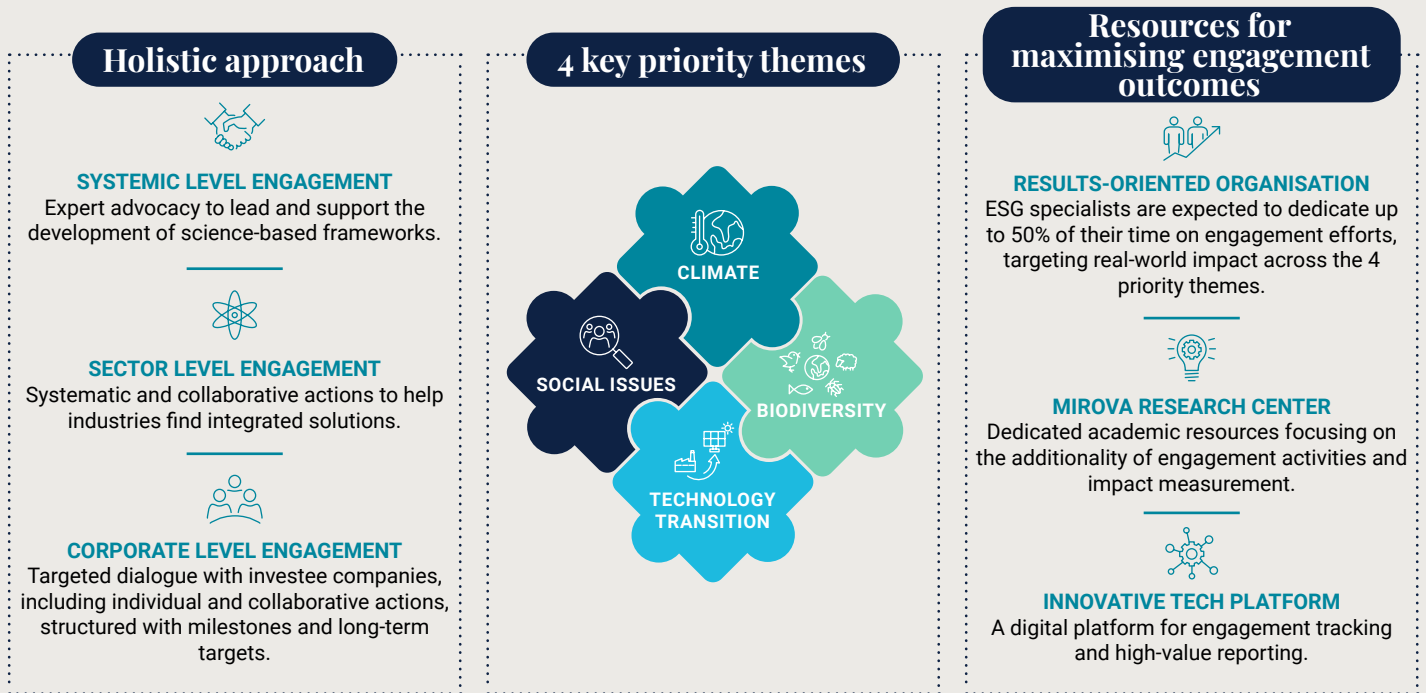 Holistic approach
SYSTEMIC LEVEL ENGAGEMENT
Expert advocacy to lead and support the
development of science-based frameworks.
SECTOR LEVEL ENGAGEMENT
Systematic and collaborative actions to help
industries find integrated solutions.
CORPORATE LEVEL ENGAGEMENT
Targeted dialogue with investee companies,
including individual and collaborative actions,
structured with milestones and long-term
targets.
4 key priority themes
CLIMATE
SOCIAL ISSUES
BIODIVERSITY
TECHNOLOGY
TRANSITION
Resources for
maximising engagement
outcomes
RESULTS-ORIENTED ORGANISATION
ESG specialists are expected to dedicate up
to 50% of their time on engagement efforts,
targeting real-world impact across the 4
priority themes.
MIROVA RESEARCH CENTER
Dedicated academic resources focusing on
the additionality of engagement activities and
impact measurement.
INNOVATIVE TECH PLATFORM
A digital platform for engagement tracking
and high-value reporting.